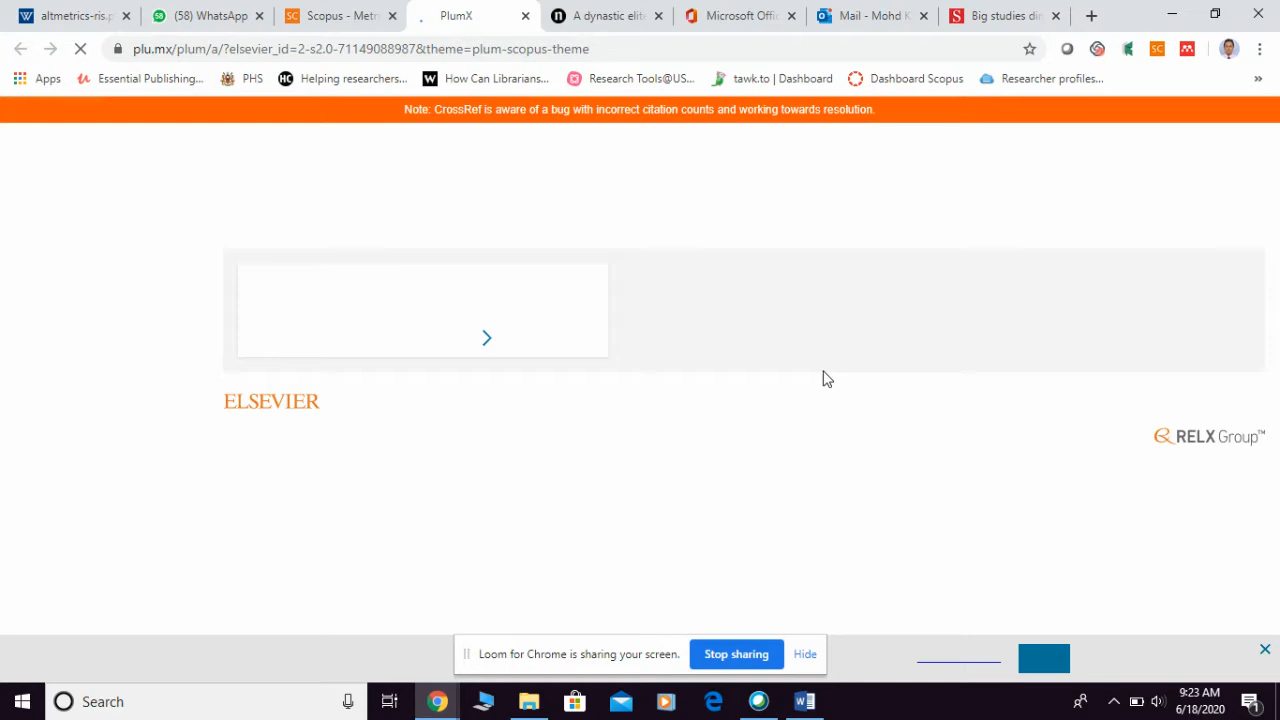 altmetrics-ris.p
(58) WhatsApp
Scopus - Metr
PlumX
A dynastic elite
Microsoft Offic
Mail - Mohd K
Big studies din
plu.mx/plum/a/?elsevier_id=2-s2.0-71149088987&theme=plum-scopus-theme
Apps
Essential Publishing...
PHS
Helping researchers...
How Can Librarians...
Research Tools@US...
tawk.to | Dashboard
Dashboard Scopus
Researcher profiles...
»
Note: CrossRef is aware of a bug with incorrect citation counts and working towards resolution.
ELSEVIER
RELX Group™
Loom for Chrome is sharing your screen.
Stop sharing
Hide
Search
9:23 AM
6/18/2020